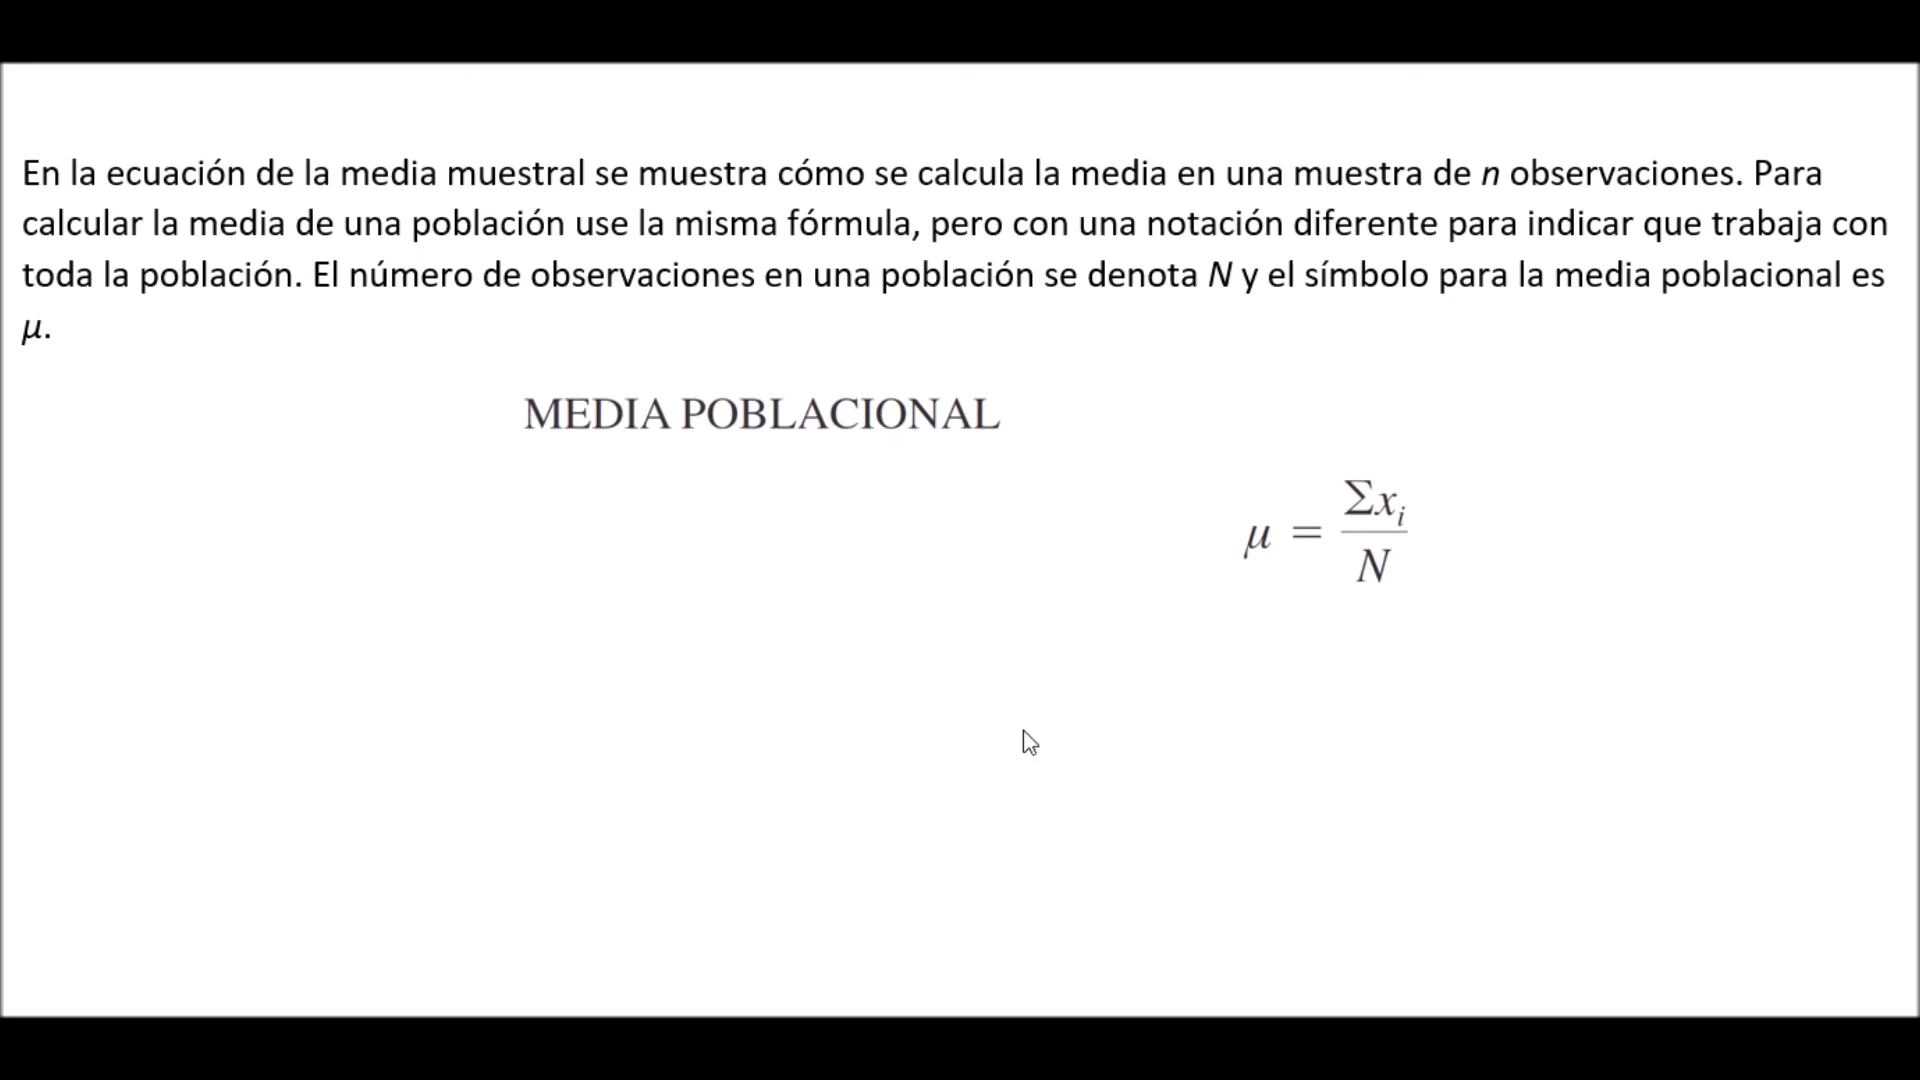 En la ecuación de la media muestral se muestra cómo se calcula la media en una muestra de n observaciones. Para
calcular la media de una población use la misma fórmula, pero con una notación diferente para indicar que trabaja con
toda la población. El número de observaciones en una población se denota N y el símbolo para la media poblacional es
μ.
MEDIA POBLACIONAL
μ = Σxᵢ / N